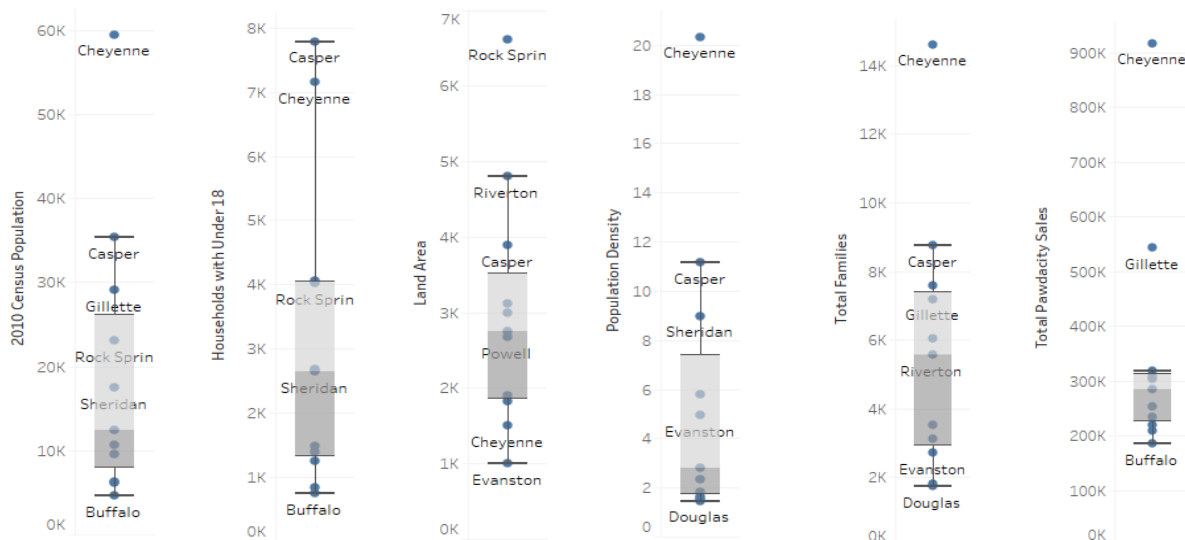 2010 Census Population
60K
50K
40K
30K
20K
10K
0K
Cheyenne
Casper
Gillette
Rock Sprin
Sheridan
Buffalo
Households with Under 18
8K
7K
6K
5K
4K
3K
2K
1K
0K
Casper
Cheyenne
Rock Sprin
Sheridan
Buffalo
Land Area
7K
6K
5K
4K
3K
2K
1K
0K
Rock Sprin
Riverton
Casper
Powell
Cheyenne
Evanston
Population Density
20
18
16
14
12
10
8
6
4
2
0
Cheyenne
Casper
Sheridan
Evanston
Douglas
Total Families
14K
12K
10K
8K
6K
4K
2K
0K
Cheyenne
Casper
Gillette
Riverton
Evanston
Douglas
Total Pawdacity Sales
900K
800K
700K
600K
500K
400K
300K
200K
100K
0K
Cheyenne
Gillette
Buffalo